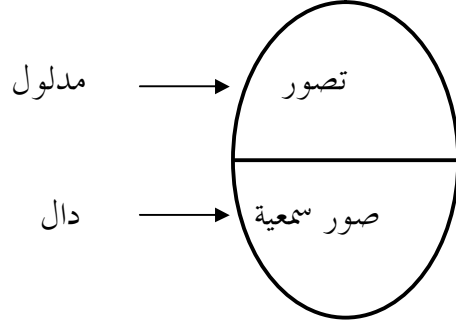 تصور
مدلول
صور سمعية
دال